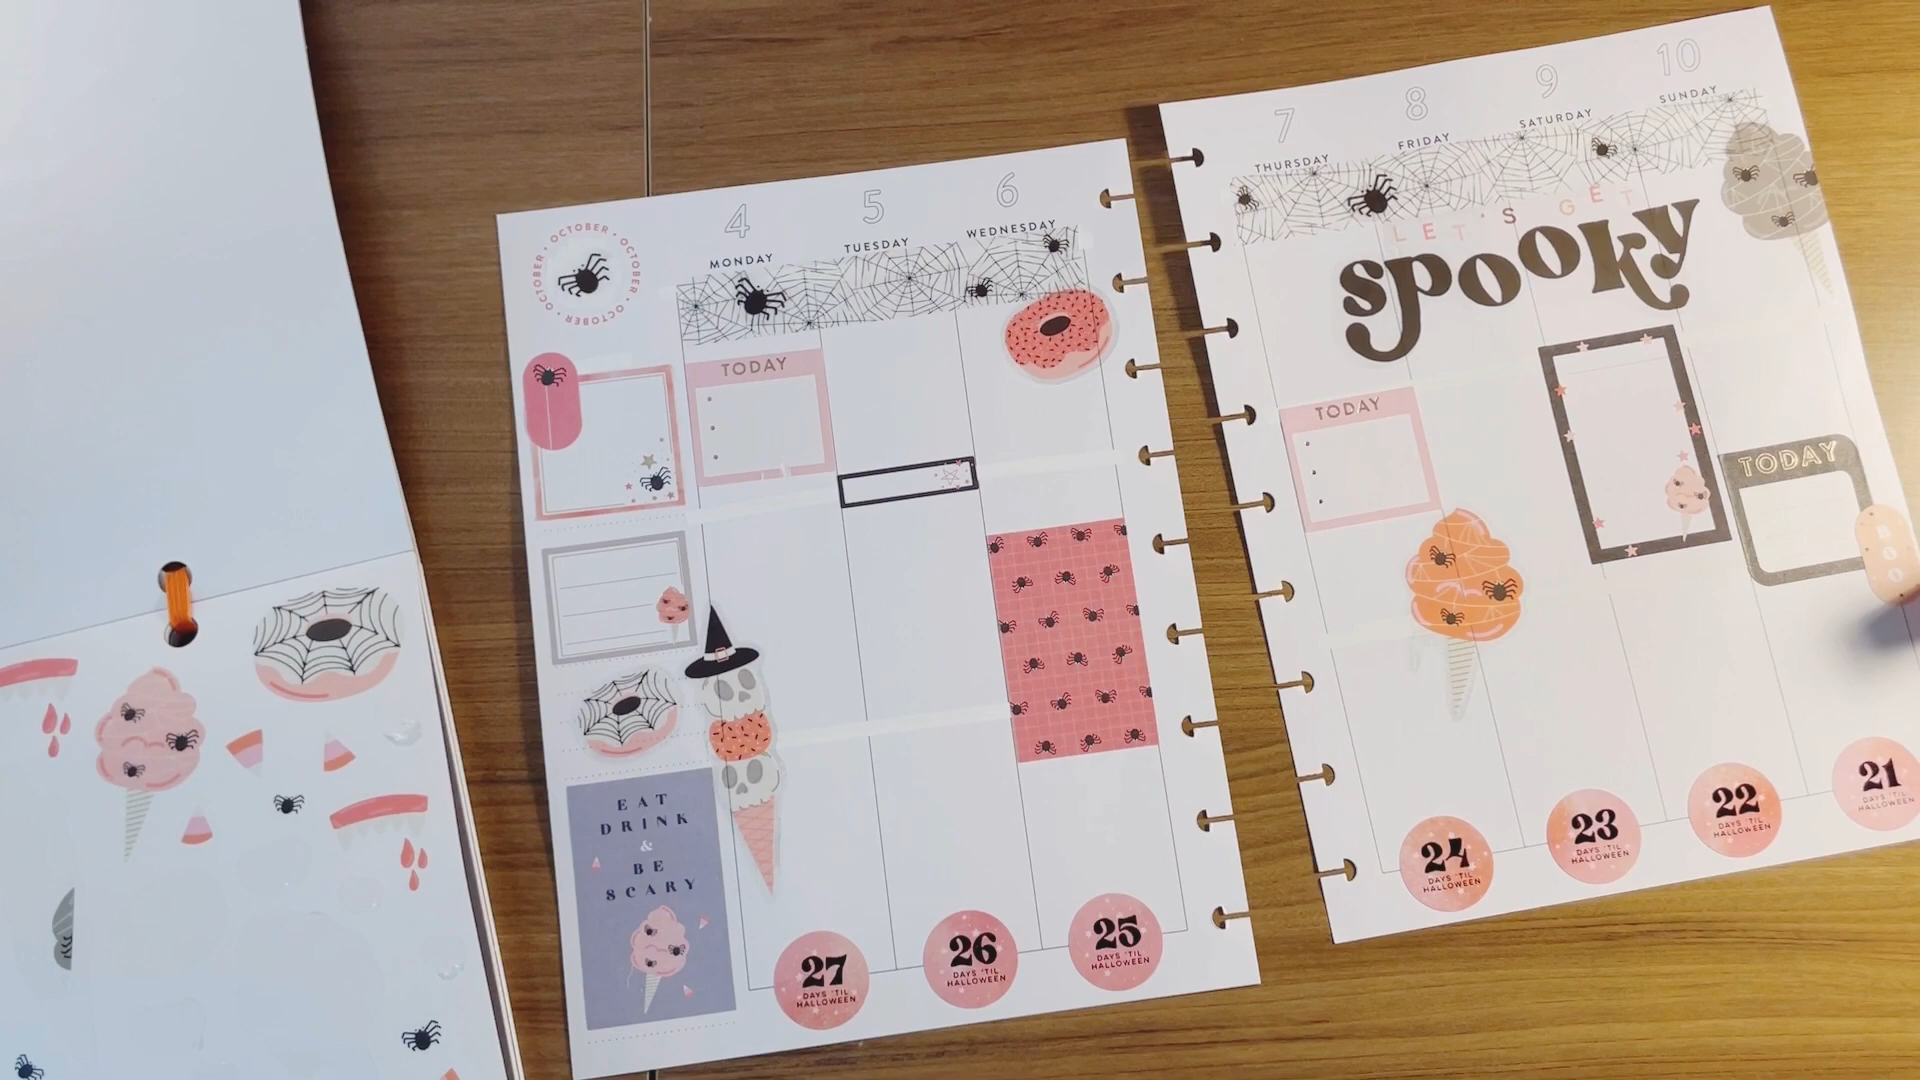 OCTOBER • OCTOBER • OCTOBER • OCTOBER •
4
MONDAY
5
TUESDAY
6
WEDNESDAY
TODAY
EAT
DRINK
&
BE
SCARY
27
DAYS 'TIL
HALLOWEEN
26
DAYS 'TIL
HALLOWEEN
25
DAYS 'TIL
HALLOWEEN
7
THURSDAY
8
FRIDAY
9
SATURDAY
10
SUNDAY
LET'S GET
spooky
TODAY
TODAY
BOO
24
DAYS 'TIL
HALLOWEEN
23
DAYS 'TIL
HALLOWEEN
22
DAYS 'TIL
HALLOWEEN
21
DAYS 'TIL
HALLOWEEN